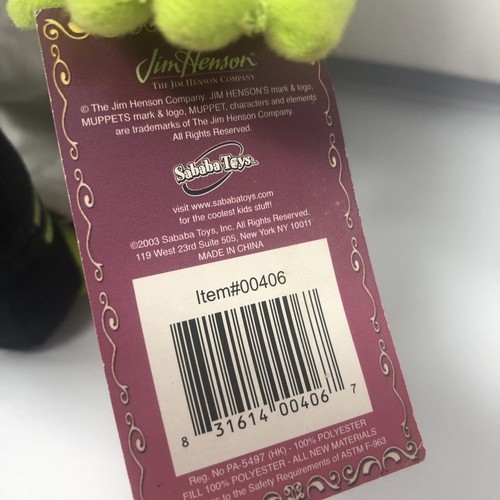 Jim Henson
THE JIM HENSON COMPANY
© The Jim Henson Company. JIM HENSON'S mark & logo,
MUPPETS mark & logo, MUPPET, characters and elements
are trademarks of The Jim Henson Company.
All Rights Reserved.
Sababa Toys
visit www.sababatoys.com
for the coolest kids stuff!
©2003 Sababa Toys, Inc. All Rights Reserved.
119 West 23rd Suite 505, New York, NY 10011
MADE IN CHINA
Item#00406
8 31614 00406 7
Reg. No PA-5497 (HK) - 100% POLYESTER
FILL 100% POLYESTER - ALL NEW MATERIALS
to the Safety Requirements of ASTM F-963